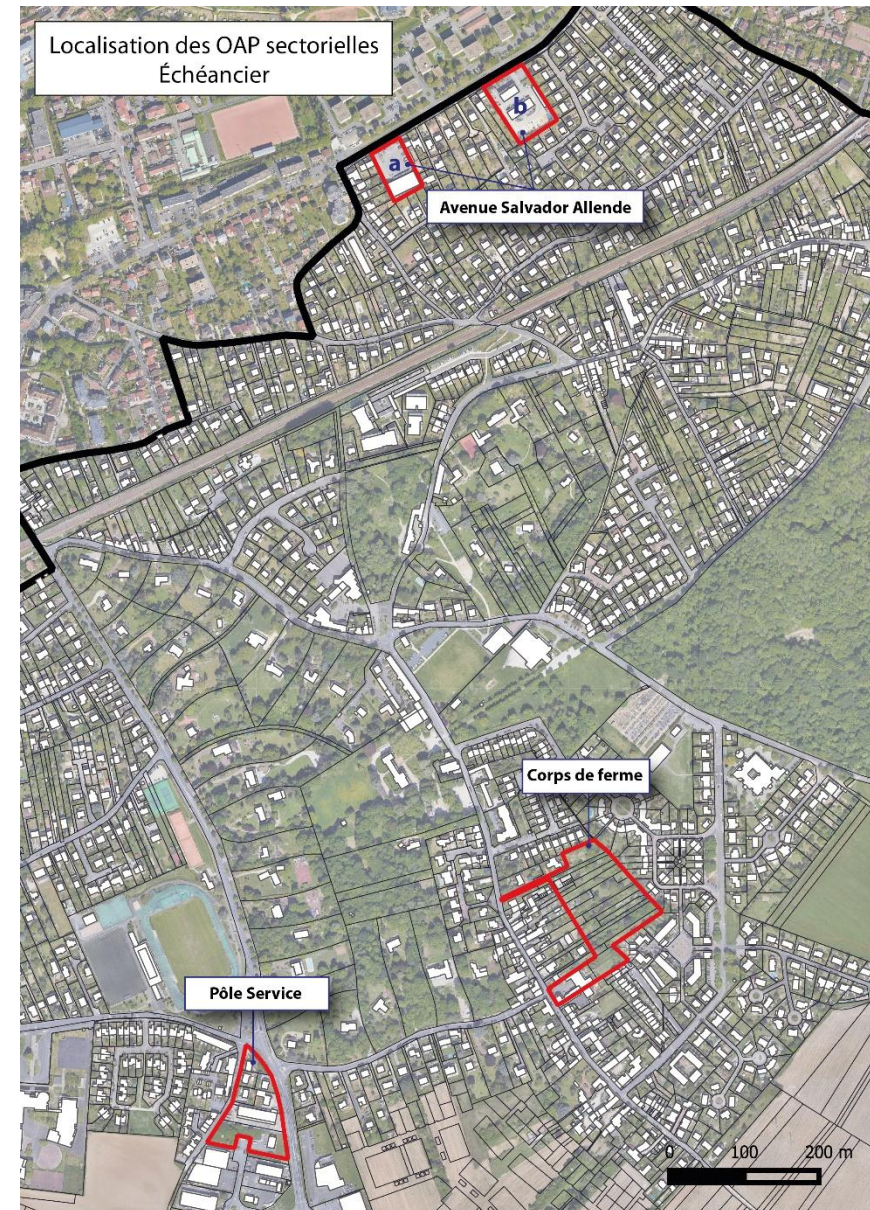 Localisation des OAP sectorielles
Échéancier
b
a
Avenue Salvador Allende
Corps de ferme
Pôle Service
0 100 200 m